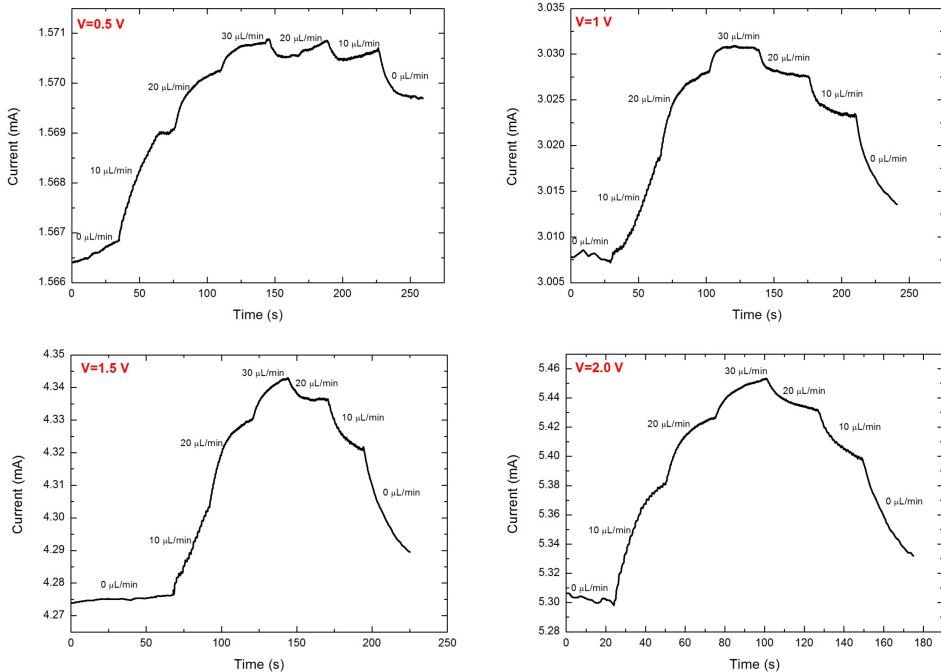 V=0.5 V
1.571
1.570
1.569
1.568
1.567
1.566
Current (mA)
0 μL/min
10 μL/min
20 μL/min
30 μL/min
20 μL/min
10 μL/min
0 μL/min
0 50 100 150 200 250
Time (s)
V=1 V
3.035
3.030
3.025
3.020
3.015
3.010
3.005
Current (mA)
0 μL/min
10 μL/min
20 μL/min
30 μL/min
20 μL/min
10 μL/min
0 μL/min
0 50 100 150 200 250
Time (s)
V=1.5 V
4.35
4.34
4.33
4.32
4.31
4.30
4.29
4.28
4.27
Current (mA)
0 μL/min
10 μL/min
20 μL/min
30 μL/min
20 μL/min
10 μL/min
0 μL/min
0 50 100 150 200 250
Time (s)
V=2.0 V
5.46
5.44
5.42
5.40
5.38
5.36
5.34
5.32
5.30
5.28
Current (mA)
0 μL/min
10 μL/min
20 μL/min
30 μL/min
20 μL/min
10 μL/min
0 μL/min
0 20 40 60 80 100 120 140 160 180
Time (s)